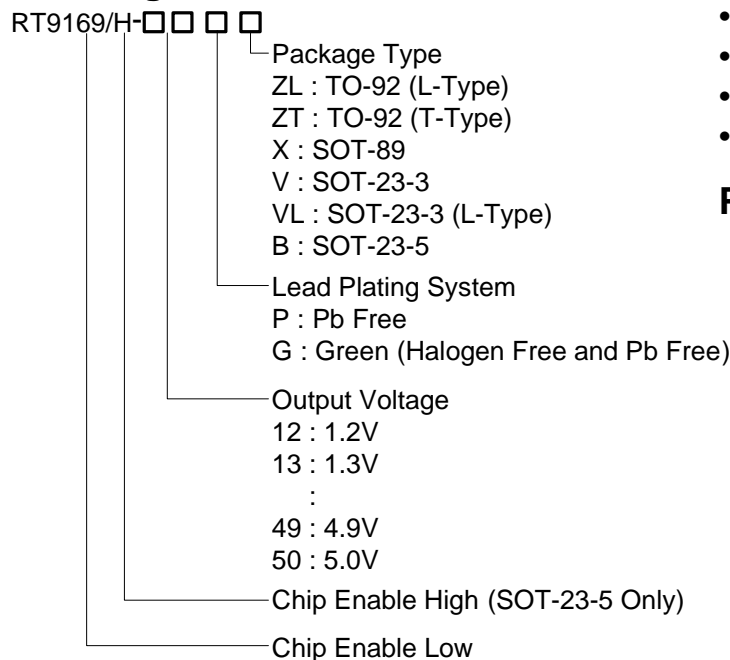 RT9169/H-□□ □ □
Package Type
ZL : TO-92 (L-Type)
ZT : TO-92 (T-Type)
X : SOT-89
V : SOT-23-3
VL : SOT-23-3 (L-Type)
B : SOT-23-5
Lead Plating System
P : Pb Free
G : Green (Halogen Free and Pb Free)
Output Voltage
12 : 1.2V
13 : 1.3V
:
49 : 4.9V
50 : 5.0V
Chip Enable High (SOT-23-5 Only)
Chip Enable Low